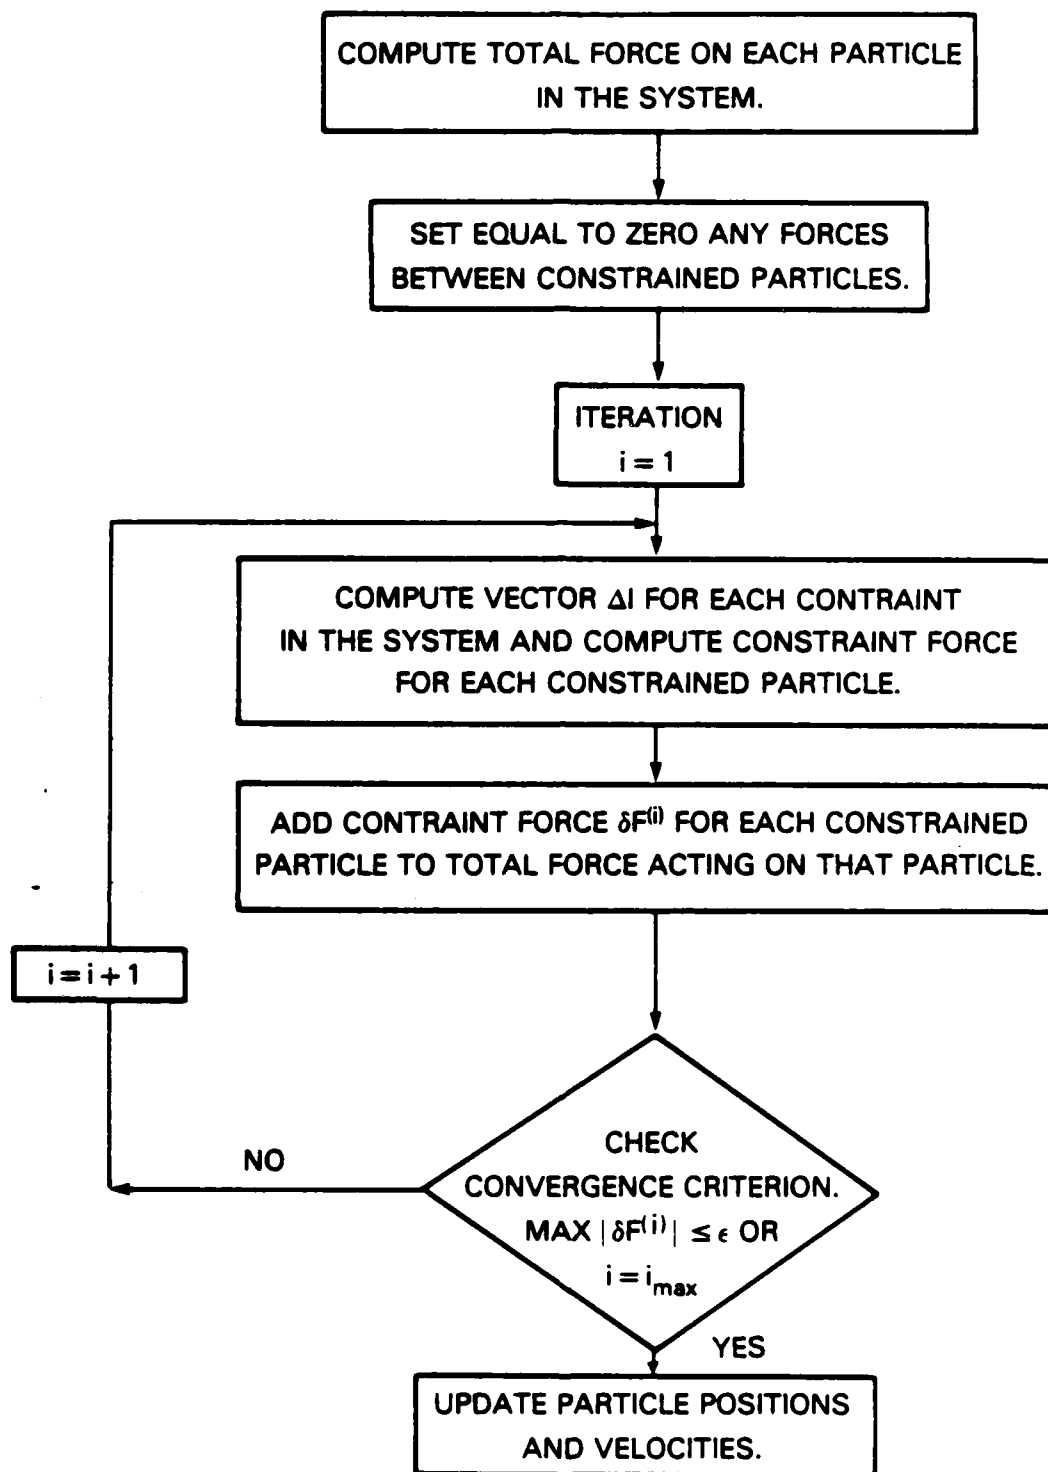 COMPUTE TOTAL FORCE ON EACH PARTICLE
IN THE SYSTEM.
SET EQUAL TO ZERO ANY FORCES
BETWEEN CONSTRAINED PARTICLES.
ITERATION
i = 1
COMPUTE VECTOR Δl FOR EACH CONTRAINT
IN THE SYSTEM AND COMPUTE CONSTRAINT FORCE
FOR EACH CONSTRAINED PARTICLE.
ADD CONTRAINT FORCE δF⁽ⁱ⁾ FOR EACH CONSTRAINED
PARTICLE TO TOTAL FORCE ACTING ON THAT PARTICLE.
i = i + 1
NO
CHECK
CONVERGENCE CRITERION.
MAX | δF⁽ⁱ⁾ | ≤ ϵ OR
i = i_max
YES
UPDATE PARTICLE POSITIONS
AND VELOCITIES.